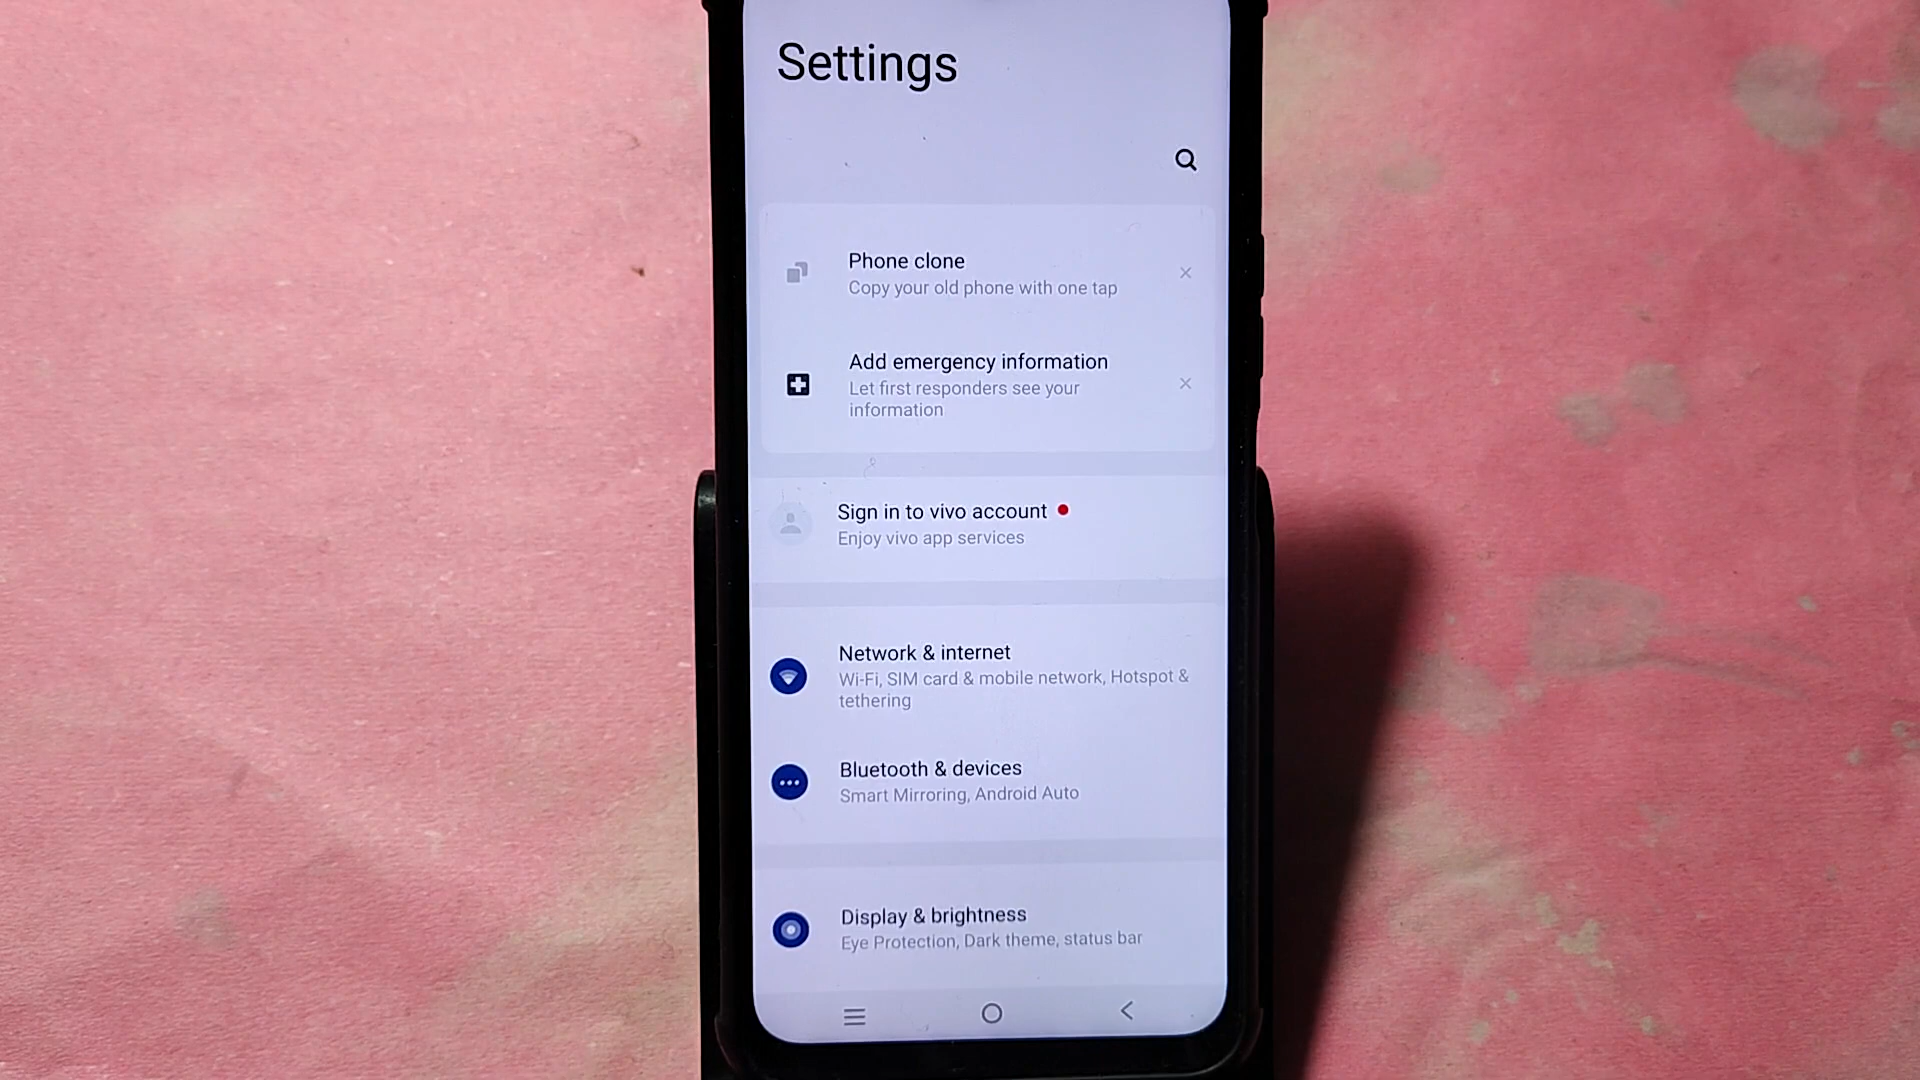 Settings
Phone clone
Copy your old phone with one tap
Add emergency information
Let first responders see your
information
Sign in to vivo account
Enjoy vivo app services
Network & internet
Wi-Fi, SIM card & mobile network, Hotspot &
tethering
Bluetooth & devices
Smart Mirroring, Android Auto
Display & brightness
Eye Protection, Dark theme, status bar